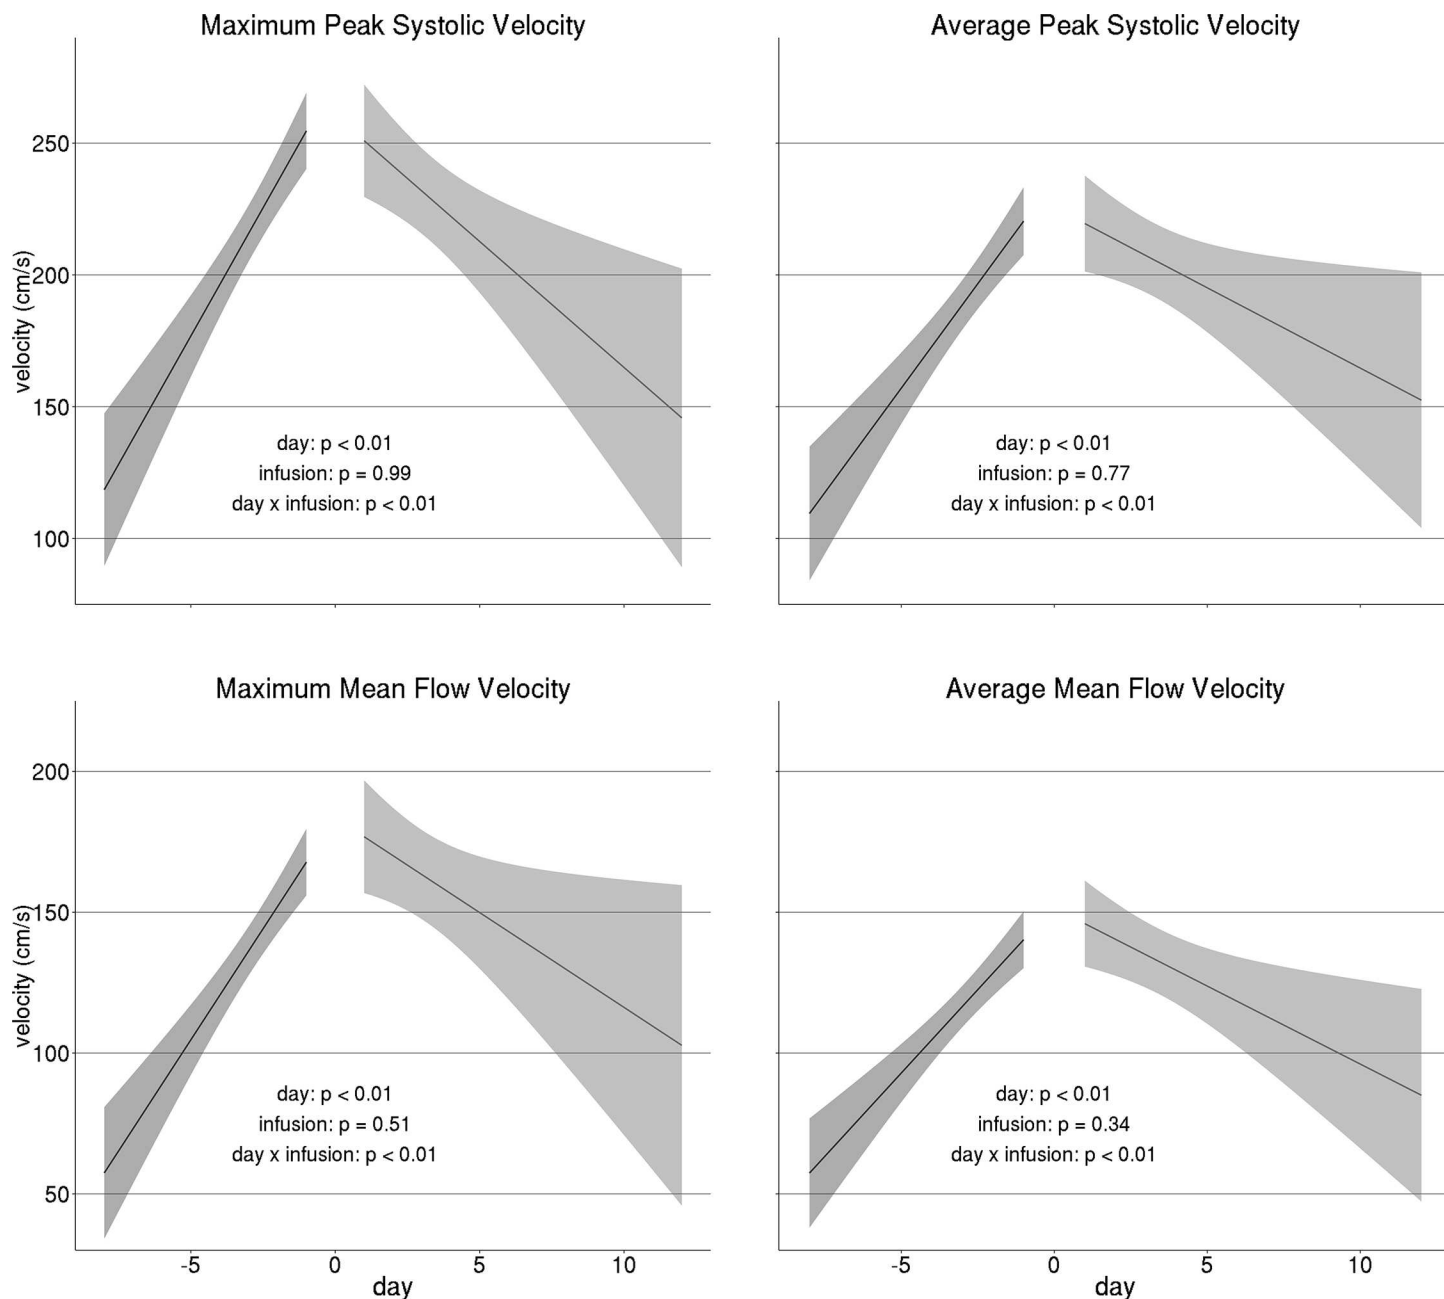 Maximum Peak Systolic Velocity
250
200
150
100
velocity (cm/s)
day: p < 0.01
infusion: p = 0.99
day x infusion: p < 0.01
Average Peak Systolic Velocity
day: p < 0.01
infusion: p = 0.77
day x infusion: p < 0.01
Maximum Mean Flow Velocity
200
150
100
50
velocity (cm/s)
day: p < 0.01
infusion: p = 0.51
day x infusion: p < 0.01
-5 0 5 10
day
Average Mean Flow Velocity
day: p < 0.01
infusion: p = 0.34
day x infusion: p < 0.01
-5 0 5 10
day